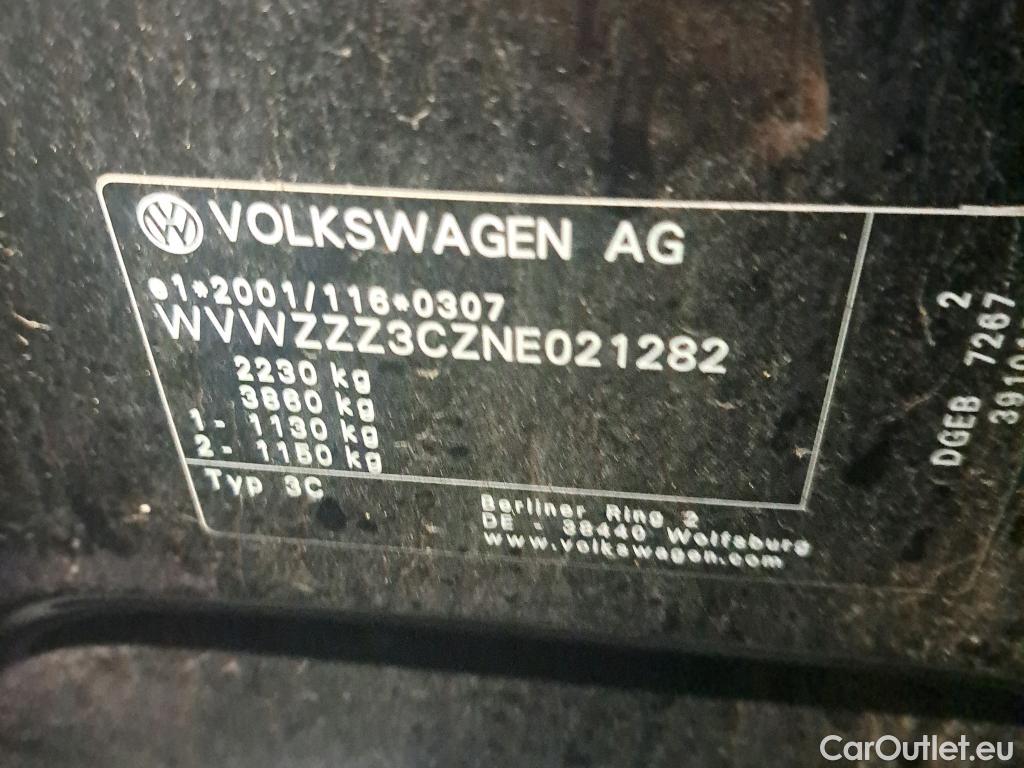 VOLKSWAGEN AG
e1*2001/116*0307
WVWZZZ3CZNE021282
2230 kg
3860 kg
1- 1130 kg
2- 1150 kg
Typ 3C
Berliner Ring 2
DE - 38440 Wolfsburg
www.volkswagen.com
2
DGEB 7267
CarOutlet.eu